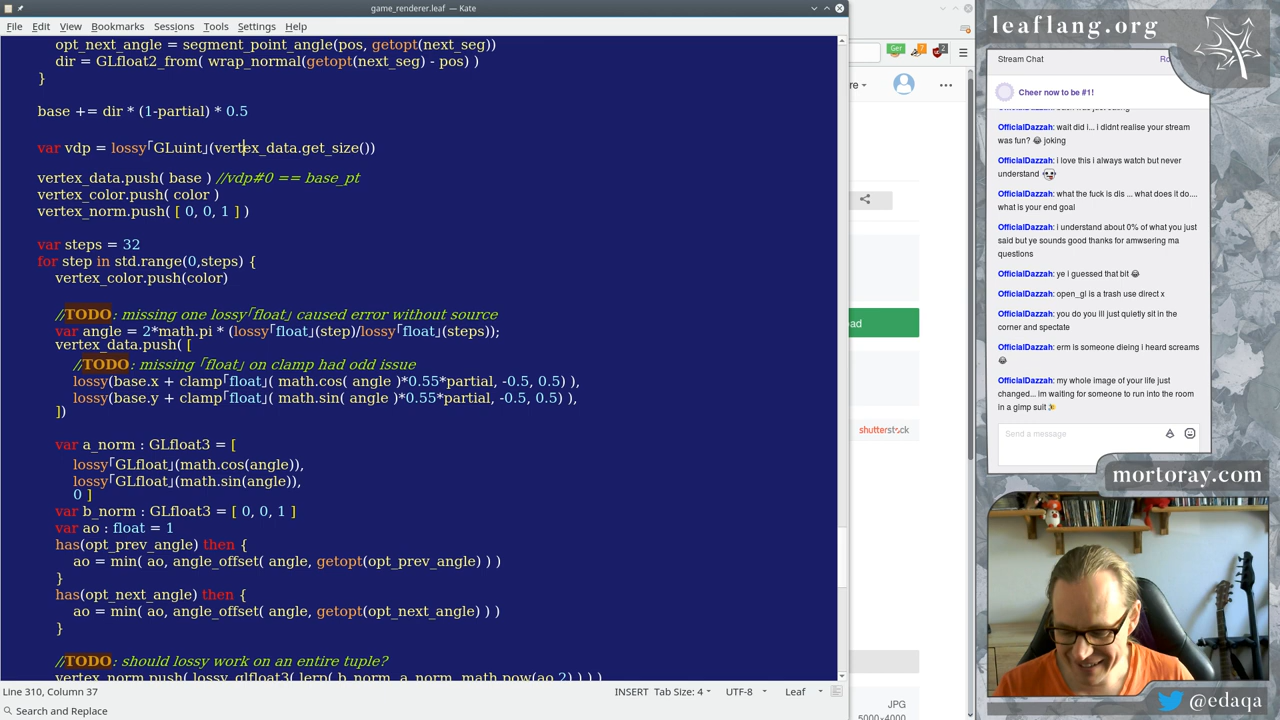 game_renderer.leaf — Kate
File Edit View Bookmarks Sessions Tools Settings Help
opt_next_angle = segment_point_angle(pos, getopt(next_seg))
dir = GLfloat2_from( wrap_normal(getopt(next_seg) - pos) )
}
base += dir * (1-partial) * 0.5
var vdp = lossy「GLuint」(vertex_data.get_size())
vertex_data.push( base ) //vdp#0 == base_pt
vertex_color.push( color )
vertex_norm.push( [ 0, 0, 1 ] )
var steps = 32
for step in std.range(0,steps) {
vertex_color.push(color)
//TODO: missing one lossy「float」 caused error without source
var angle = 2*math.pi * (lossy「float」(step)/lossy「float」(steps));
vertex_data.push( [
//TODO: missing 「float」 on clamp had odd issue
lossy(base.x + clamp「float」( math.cos( angle )*0.55*partial, -0.5, 0.5) ),
lossy(base.y + clamp「float」( math.sin( angle )*0.55*partial, -0.5, 0.5) ),
])
var a_norm : GLfloat3 = [
lossy「GLfloat」(math.cos(angle)),
lossy「GLfloat」(math.sin(angle)),
0 ]
var b_norm : GLfloat3 = [ 0, 0, 1 ]
var ao : float = 1
has(opt_prev_angle) then {
ao = min( ao, angle_offset( angle, getopt(opt_prev_angle) ) )
}
has(opt_next_angle) then {
ao = min( ao, angle_offset( angle, getopt(opt_next_angle) ) )
}
//TODO: should lossy work on an entire tuple?
vertex_norm.push( lossy_glfloat3( lerp( b_norm, a_norm, math.pow(ao,2) ) ) )
Line 310, Column 37 INSERT Tab Size: 4 UTF-8 Leaf
Search and Replace
Ger 7 2
re
oad
shutterstock
JPG
5000x4000
leaflang.org
Stream Chat
Cheer now to be #1!
OfficialDazzah: wait did i... i didnt realise your stream
was fun? 😂 joking
OfficialDazzah: i love this i always watch but never
understand
OfficialDazzah: what the fuck is dis ... what does it do....
what is your end goal
OfficialDazzah: i understand about 0% of what you just
said but ye sounds good thanks for amwsering ma
questions
OfficialDazzah: ye i guessed that bit 😂
OfficialDazzah: open_gl is a trash use direct x
OfficialDazzah: you do you ill just quietly sit in the
corner and spectate
OfficialDazzah: erm is someone dieing i heard screams
😂
OfficialDazzah: my whole image of your life just
changed... im waiting for someone to run into the room
in a gimp suit
Send a message
mortoray.com
@edaqa